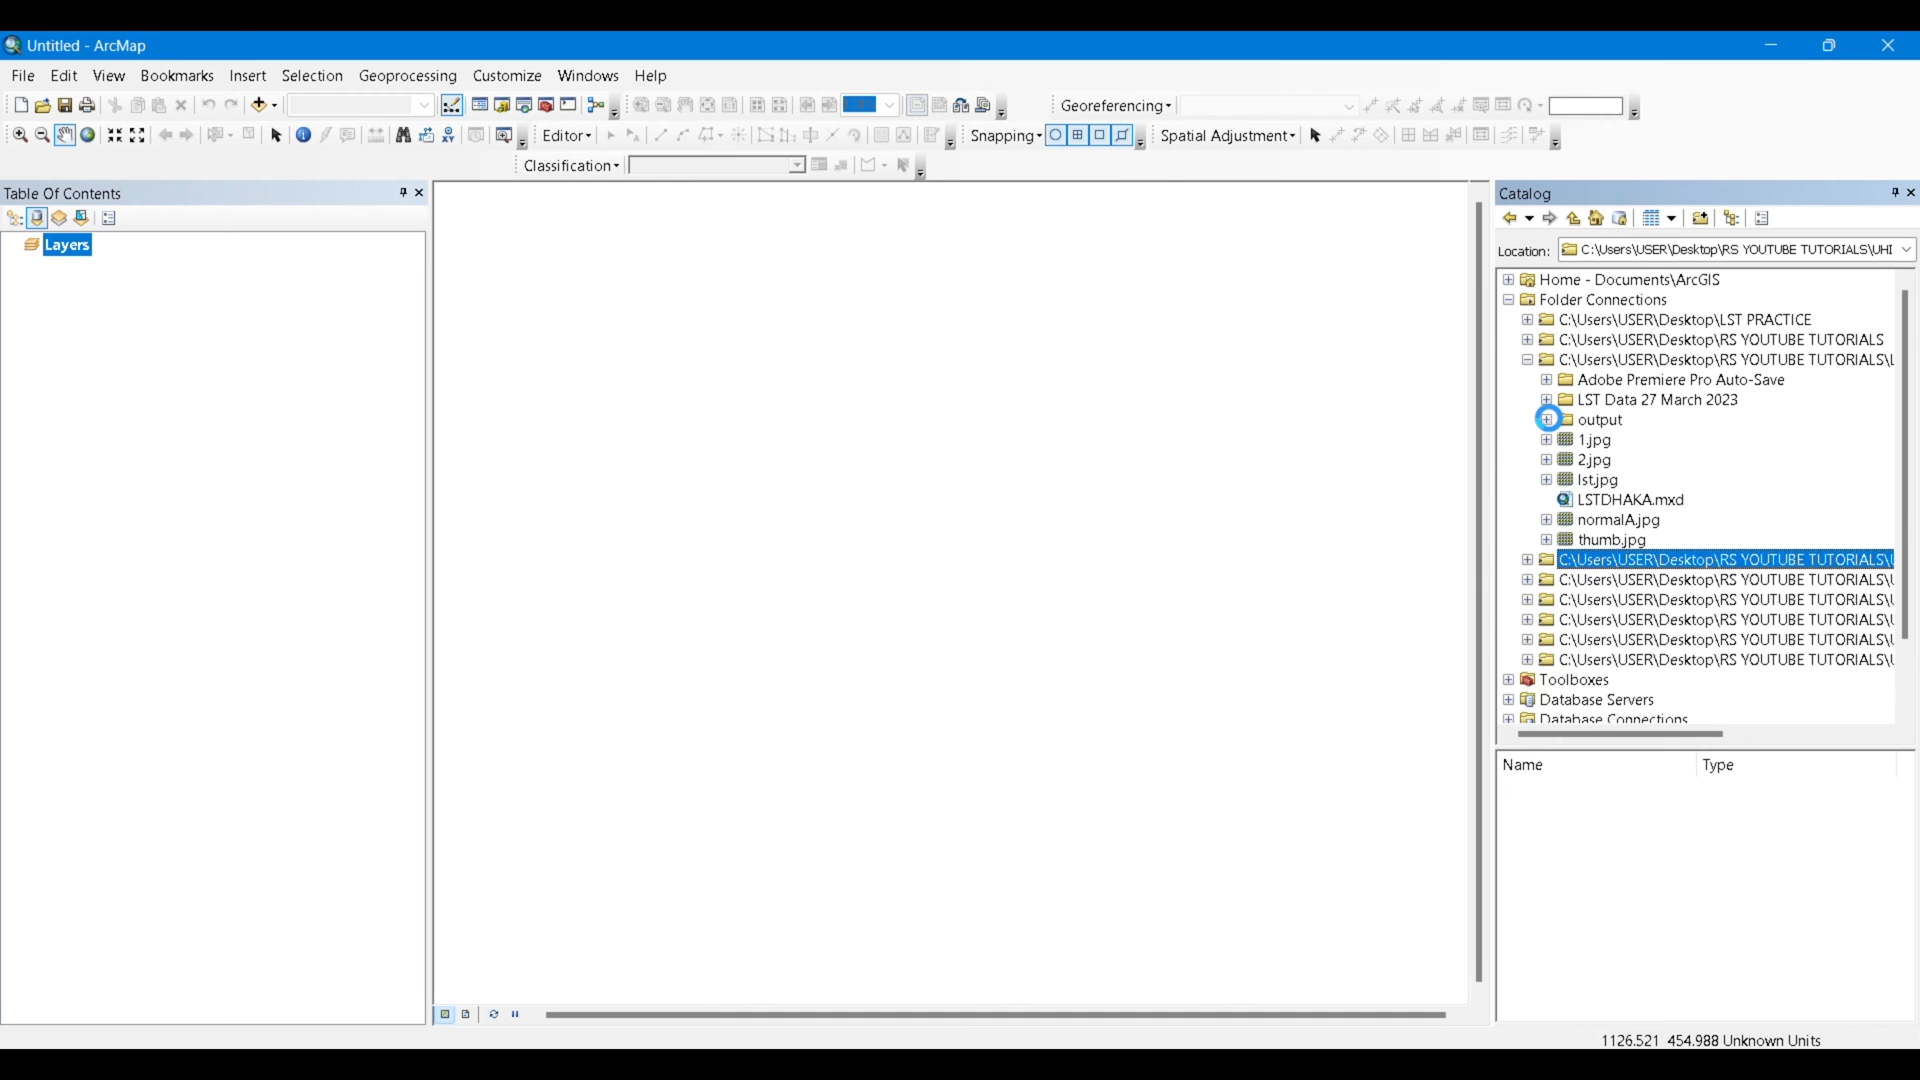 Untitled - ArcMap
File Edit View Bookmarks Insert Selection Geoprocessing Customize Windows Help
Georeferencing
Editor Snapping Spatial Adjustment
Classification
Table Of Contents
Layers
Catalog
Location: C:\Users\USER\Desktop\RS YOUTUBE TUTORIALS\UHI
Home - Documents\ArcGIS
Folder Connections
C:\Users\USER\Desktop\LST PRACTICE
C:\Users\USER\Desktop\RS YOUTUBE TUTORIALS
C:\Users\USER\Desktop\RS YOUTUBE TUTORIALS\L
Adobe Premiere Pro Auto-Save
LST Data 27 March 2023
output
1.jpg
2.jpg
lst.jpg
LSTDHAKA.mxd
normalA.jpg
thumb.jpg
C:\Users\USER\Desktop\RS YOUTUBE TUTORIALS\U
C:\Users\USER\Desktop\RS YOUTUBE TUTORIALS\U
C:\Users\USER\Desktop\RS YOUTUBE TUTORIALS\U
C:\Users\USER\Desktop\RS YOUTUBE TUTORIALS\U
C:\Users\USER\Desktop\RS YOUTUBE TUTORIALS\U
C:\Users\USER\Desktop\RS YOUTUBE TUTORIALS\U
Toolboxes
Database Servers
Database Connections
Name Type
1126.521 454.988 Unknown Units